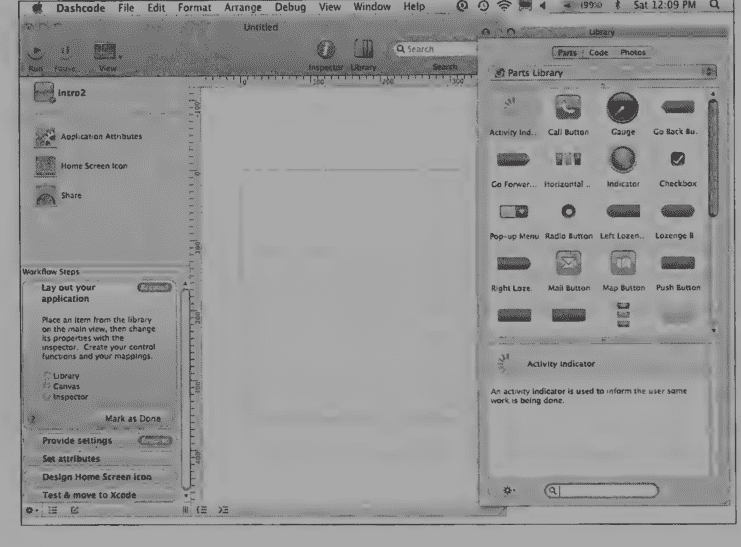 Dashcode File Edit Format Arrange Debug View Window Help (99%) Sat 12:09 PM
Untitled
Library
Parts Code Photos
Search
Run Pause View Inspector Library Search
Parts Library
Intro2
Application Attributes
Home Screen Icon
Share
Activity Ind.. Call Button Gauge Go Back Bu..
Go Forwar... Horizontal .. Indicator Checkbox
Pop-up Menu Radio Button Left Lozen.. Lozenge B
Right Loze. Mail Button Map Button Push Button
Workflow Steps
Lay out your
application
Place an item from the library
on the main view, then change
its properties with the
inspector. Create your control
functions and your mappings.
Library
Canvas
Inspector
Mark as Done
Provide settings
Set attributes
Design Home Screen icon
Test & move to Xcode
Activity Indicator
An activity indicator is used to inform the user some
work is being done.